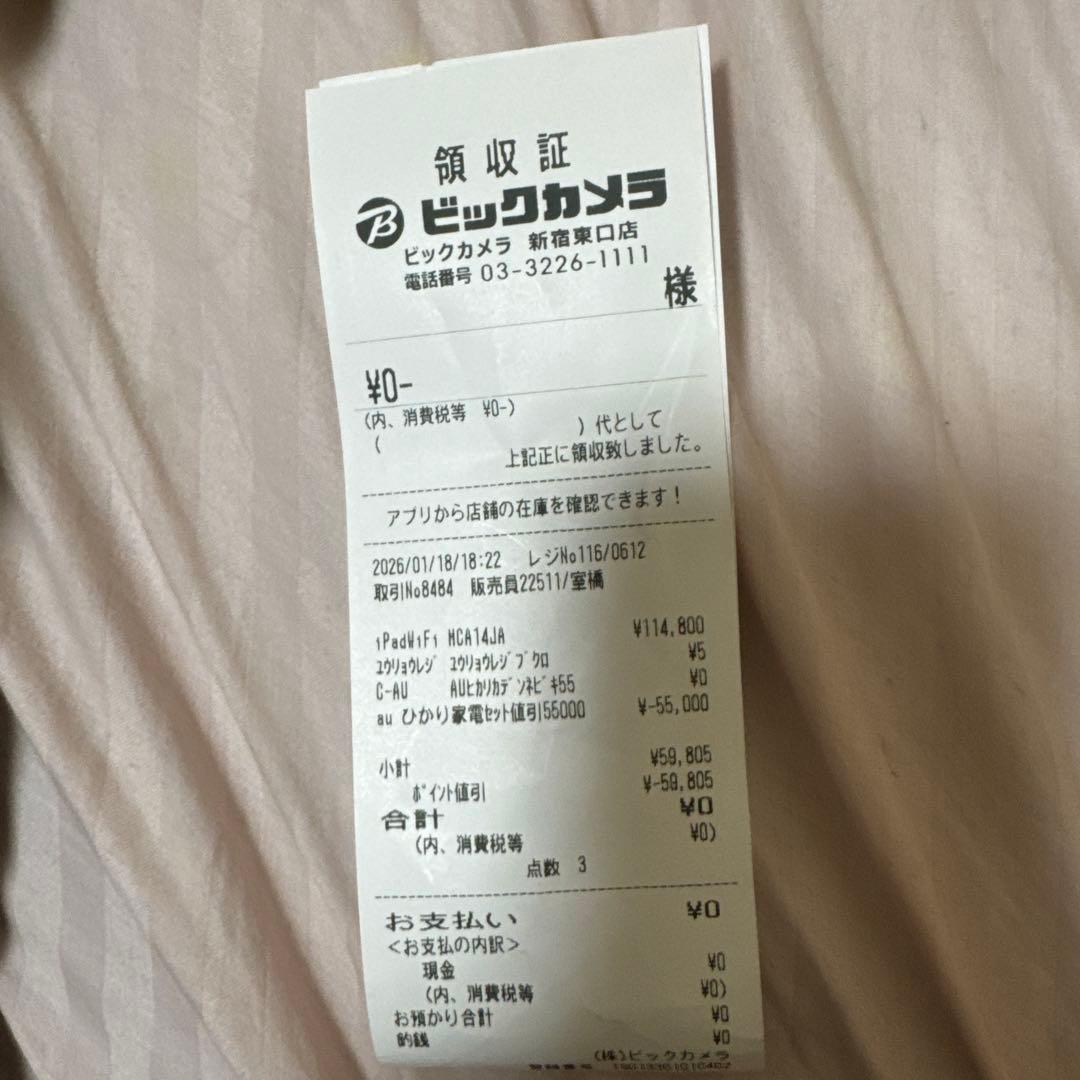 領収証
B ビックカメラ
ビックカメラ 新宿東口店
電話番号 03-3226-1111
様
¥0-
(内、消費税等 ¥0-)
( )代として
上記正に領収致しました。
アプリから店舗の在庫を確認できます！
2026/01/18/18:22 レジNo116/0612
取引No8484 販売員22511/室橋
iPadWiFi MCA14JA ¥114,800
ユウリョウレジ ユウリョウレジブクロ ¥5
C-AU AUヒカリカデンネビキ55 ¥0
au ひかり家電セット値引55000 ¥-55,000
小計 ¥59,805
ポイント値引 ¥-59,805
合計 ¥0
(内、消費税等 ¥0)
点数 3
お支払い ¥0
<お支払の内訳>
現金 ¥0
(内、消費税等 ¥0)
お預かり合計 ¥0
釣銭 ¥0
(株)ビックカメラ
登録番号